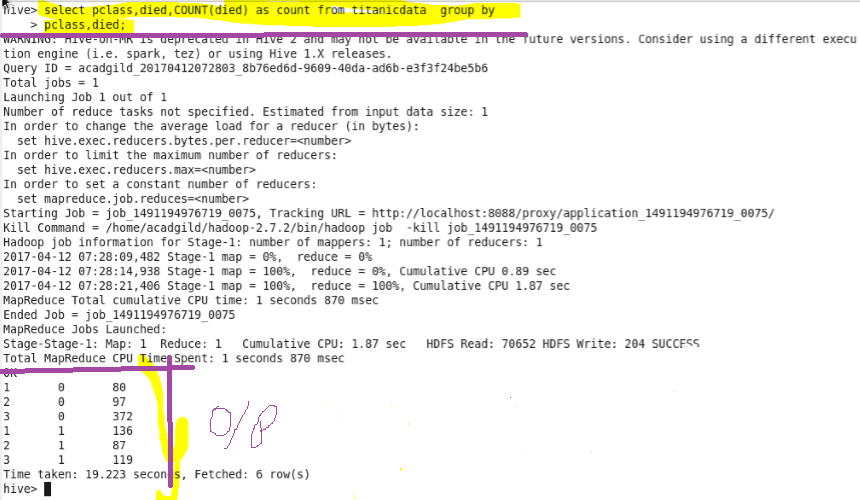 hive> select pclass,died,COUNT(died) as count from titanicdata  group by
    > pclass,died;
WARNING: Hive-on-MR is deprecated in Hive 2 and may not be available in the future versions. Consider using a different execu
tion engine (i.e. spark, tez) or using Hive 1.X releases.
Query ID = acadgild_20170412072803_8b76ed6d-9609-40da-ad6b-e3f3f24be5b6
Total jobs = 1
Launching Job 1 out of 1
Number of reduce tasks not specified. Estimated from input data size: 1
In order to change the average load for a reducer (in bytes):
  set hive.exec.reducers.bytes.per.reducer=<number>
In order to limit the maximum number of reducers:
  set hive.exec.reducers.max=<number>
In order to set a constant number of reducers:
  set mapreduce.job.reduces=<number>
Starting Job = job_1491194976719_0075, Tracking URL = http://localhost:8088/proxy/application_1491194976719_0075/
Kill Command = /home/acadgild/hadoop-2.7.2/bin/hadoop job  -kill job_1491194976719_0075
Hadoop job information for Stage-1: number of mappers: 1; number of reducers: 1
2017-04-12 07:28:09,482 Stage-1 map = 0%,  reduce = 0%
2017-04-12 07:28:14,938 Stage-1 map = 100%,  reduce = 0%, Cumulative CPU 0.89 sec
2017-04-12 07:28:21,406 Stage-1 map = 100%,  reduce = 100%, Cumulative CPU 1.87 sec
MapReduce Total cumulative CPU time: 1 seconds 870 msec
Ended Job = job_1491194976719_0075
MapReduce Jobs Launched:
Stage-Stage-1: Map: 1  Reduce: 1   Cumulative CPU: 1.87 sec   HDFS Read: 70652 HDFS Write: 204 SUCCESS
Total MapReduce CPU Time Spent: 1 seconds 870 msec
OK
1       0       80
2       0       97
3       0       372
1       1       136
2       1       87
3       1       119
O/P
Time taken: 19.223 seconds, Fetched: 6 row(s)
hive>